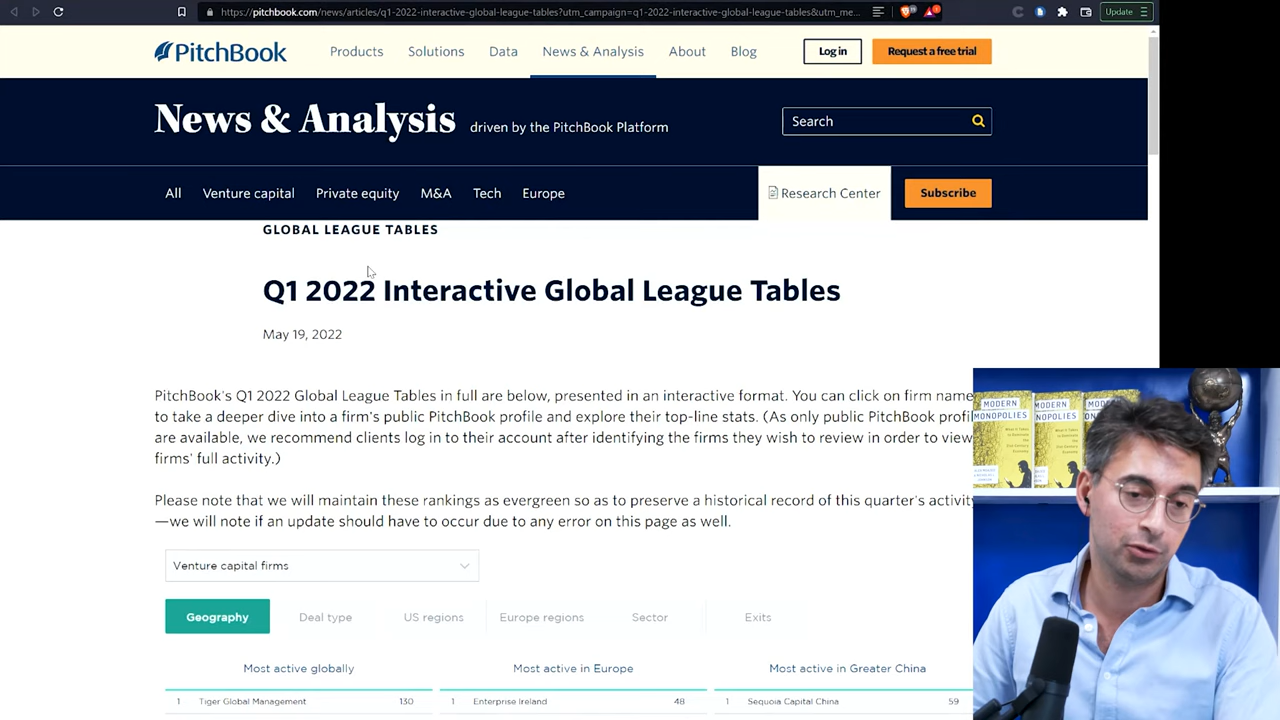 https://pitchbook.com/news/articles/q1-2022-interactive-global-league-tables?utm_campaign=q1-2022-interactive-global-league-tables&utm_me...
Update
PitchBook
Products
Solutions
Data
News & Analysis
About
Blog
Log in
Request a free trial
News & Analysis
driven by the PitchBook Platform
Search
All
Venture capital
Private equity
M&A
Tech
Europe
Research Center
Subscribe
GLOBAL LEAGUE TABLES
Q1 2022 Interactive Global League Tables
May 19, 2022
PitchBook's Q1 2022 Global League Tables in full are below, presented in an interactive format. You can click on firm name
to take a deeper dive into the public PitchBook profile and explore their top-line stats. (As only public PitchBook profi
are available, we recommend clients log in to their account after identifying the firms they wish to review in order to view
firms' full activity.)
Please note that we will maintain these rankings as evergreen so as to preserve a historical record of this quarter's activity
—we will note if an update should have to occur due to any error on this page as well.
Venture capital firms
Geography
Deal type
US regions
Europe regions
Sector
Exits
Most active globally
Most active in Europe
Most active in Greater China
1 Tiger Global Management 130
1 Enterprise Ireland 48
1 Sequoia Capital China 59
MODERN
MONOPOLIES
MODERN